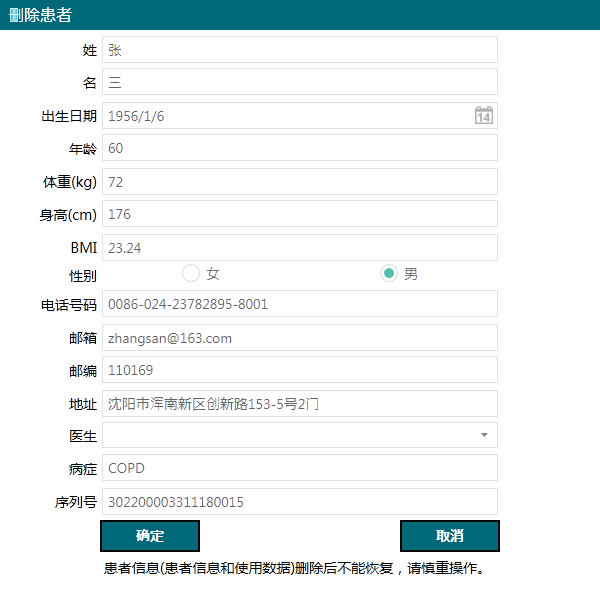 删除患者
姓 张
名 三
出生日期 1956/1/6 14
年龄 60
体重(kg) 72
身高(cm) 176
BMI 23.24
性别 女 男
电话号码 0086-024-23782895-8001
邮箱 zhangsan@163.com
邮编 110169
地址 沈阳市浑南新区创新路153-5号2门
医生
病症 COPD
序列号 302200003311180015
确定 取消
患者信息(患者信息和使用数据)删除后不能恢复，请慎重操作。